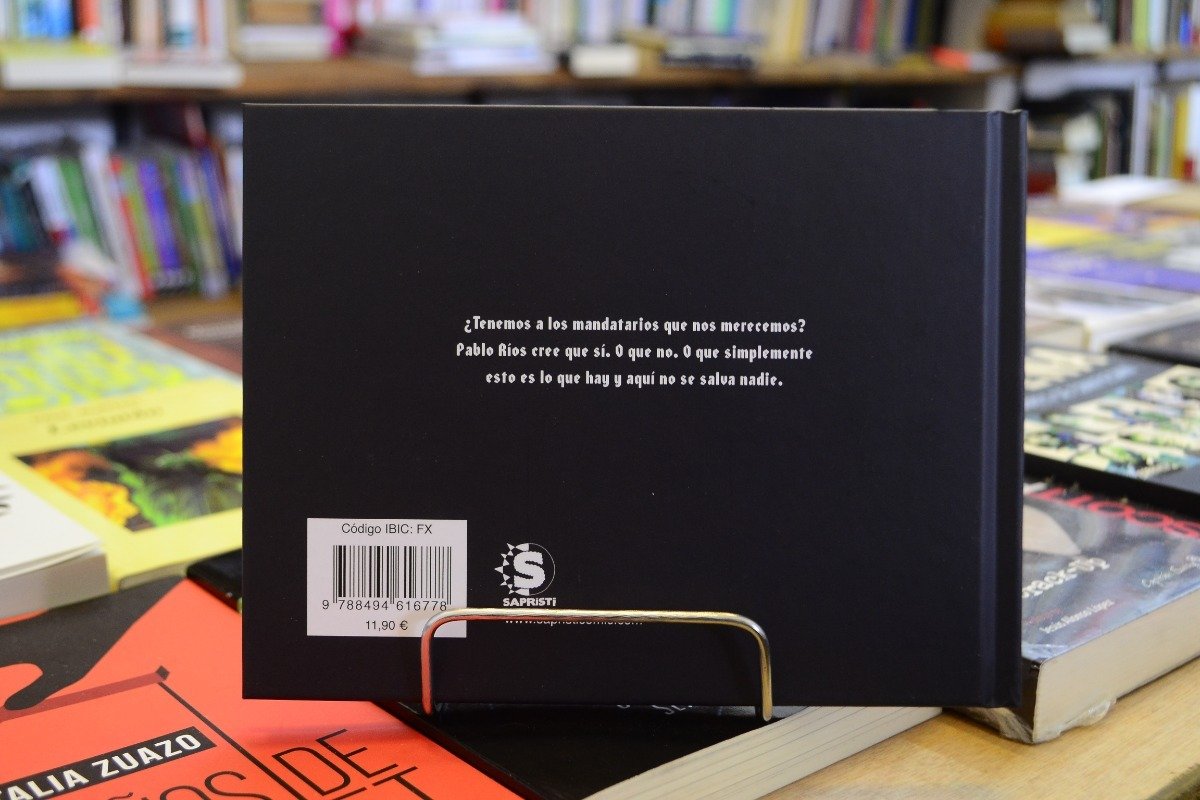 ¿Tenemos a los mandatarios que nos merecemos?
Pablo Ríos cree que sí. O que no. O que simplemente
esto es lo que hay y aquí no se salva nadie.
Código IBIC: FX
9 788494 616778
11,90 €
S
SAPRISTI
ALIA ZUAZO
DE